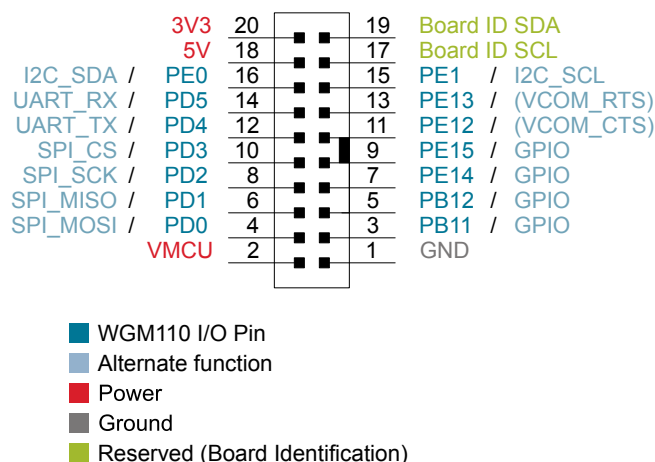 3V3 20 19 Board ID SDA
5V 18 17 Board ID SCL
I2C_SDA / PE0 16 15 PE1 / I2C_SCL
UART_RX / PD5 14 13 PE13 / (VCOM_RTS)
UART_TX / PD4 12 11 PE12 / (VCOM_CTS)
SPI_CS / PD3 10 9 PE15 / GPIO
SPI_SCK / PD2 8 7 PE14 / GPIO
SPI_MISO / PD1 6 5 PB12 / GPIO
SPI_MOSI / PD0 4 3 PB11 / GPIO
VMCU 2 1 GND
WGM110 I/O Pin
Alternate function
Power
Ground
Reserved (Board Identification)